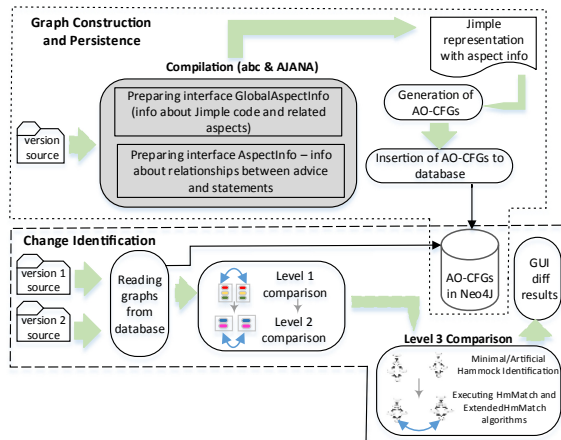 Graph Construction
and Persistence
Compilation (abc & AJANA)
Preparing interface GlobalAspectInfo
(info about Jimple code and related
aspects)
Preparing interface AspectInfo – info
about relationships between advice
and statements
version
source
Jimple
representation
with aspect info
Generation of
AO-CFGs
Insertion of AO-CFGs to
database
Change Identification
version 1
source
version 2
source
Reading
graphs
from
database
Level 1
comparison
Level 2
comparison
AO-CFGs
in Neo4J
GUI
diff
results
Level 3 Comparison
Minimal/Artificial
Hammock Identification
Executing HmMatch and
ExtendedHmMatch
algorithms